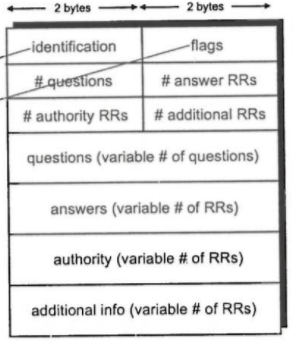 2 bytes 2 bytes
identification flags
# questions # answer RRs
# authority RRs # additional RRs
questions (variable # of questions)
answers (variable # of RRs)
authority (variable # of RRs)
additional info (variable # of RRs)